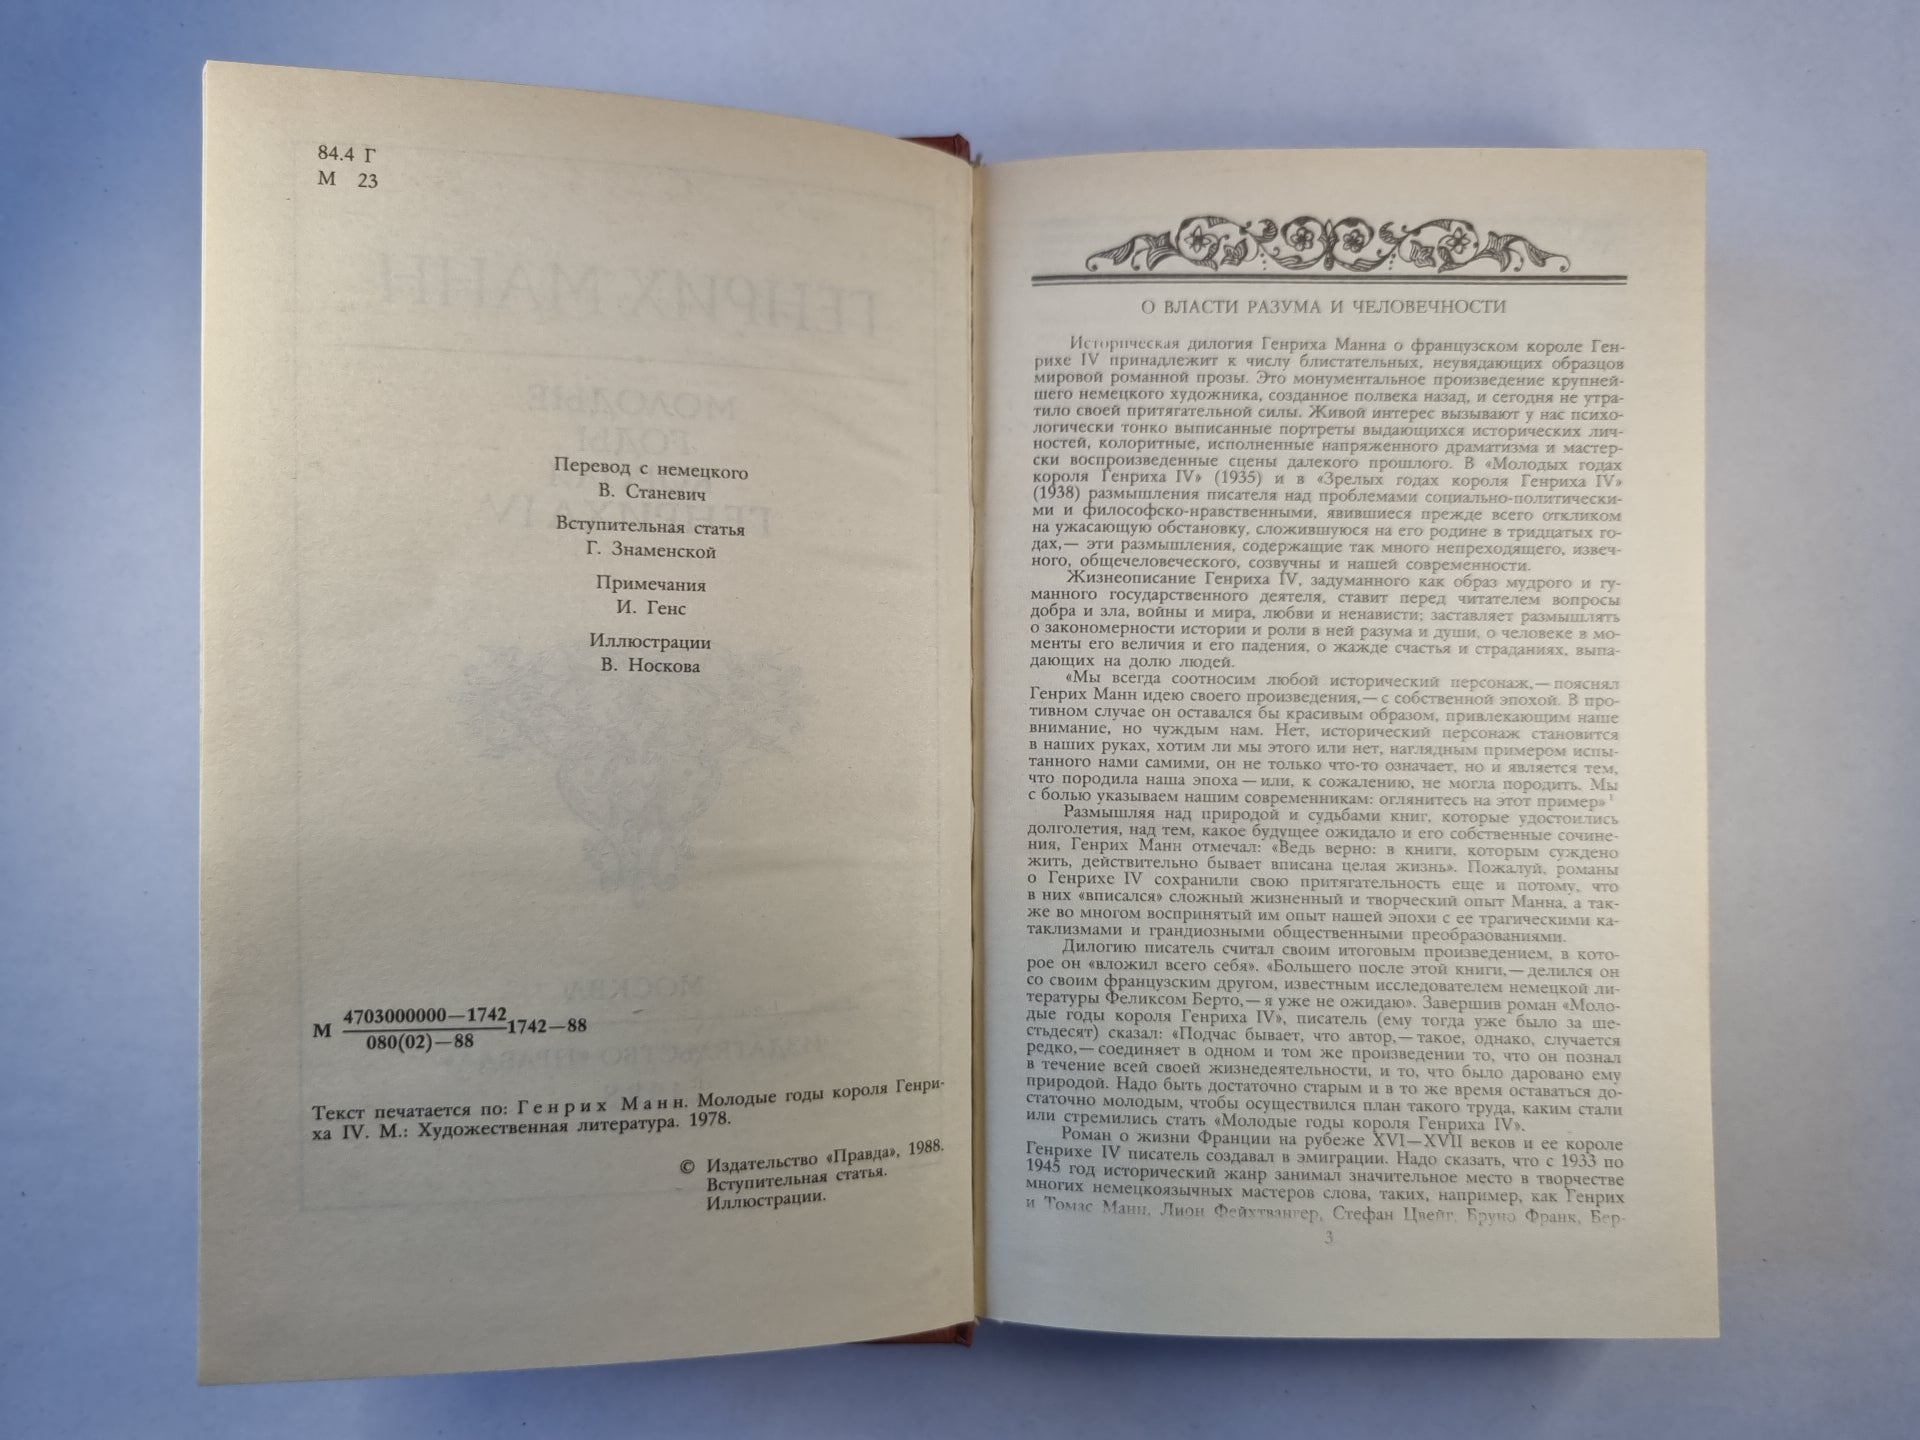 84.4 Г
М 23
Перевод с немецкого
В. Станевич
Вступительная статья
Г. Знаменской
Примечания
И. Генс
Иллюстрации
В. Носкова
М 4703000000—1742
080(02)—88 1742—88
Текст печатается по: Генрих Манн. Молодые годы короля Генри-
ха IV. М.: Художественная литература. 1978.
© Издательство «Правда», 1988.
Вступительная статья.
Иллюстрации.
О ВЛАСТИ РАЗУМА И ЧЕЛОВЕЧНОСТИ
Историческая дилогия Генриха Манна о французском короле Ген-
рихе IV принадлежит к числу блистательных, неувядающих образцов
мировой романной прозы. Это монументальное произведение крупней-
шего немецкого художника, созданное полвека назад, и сегодня не утра-
тило своей притягательной силы. Живой интерес вызывают у нас психо-
логически тонко выписанные портреты выдающихся исторических лич-
ностей, колоритные, исполненные напряженного драматизма и мастер-
ски воспроизведенные сцены далекого прошлого. В «Молодых годах
короля Генриха IV» (1935) и в «Зрелых годах короля Генриха IV»
(1938) размышления писателя над проблемами социально-политически-
ми и философско-нравственными, явившиеся прежде всего откликом
на ужасающую обстановку, сложившуюся на его родине в тридцатых го-
дах,— эти размышления, содержащие так много непреходящего, извеч-
ного, общечеловеческого, созвучны и нашей современности.
Жизнеописание Генриха IV, задуманного как образ мудрого и гу-
манного государственного деятеля, ставит перед читателем вопросы
добра и зла, войны и мира, любви и ненависти; заставляет размышлять
о закономерности истории и роли в ней разума и души, о человеке в мо-
менты его величия и его падения, о жажде счастья и страданиях, выпа-
дающих на долю людей.
«Мы всегда соотносим любой исторический персонаж,— пояснял
Генрих Манн идею своего произведения,— с собственной эпохой. В про-
тивном случае он оставался бы красивым образом, привлекающим наше
внимание, но чуждым нам. Нет, исторический персонаж становится
в наших руках, хотим ли мы этого или нет, наглядным примером испы-
танного нами самими, он не только что-то означает, но и является тем,
что породила наша эпоха — или, к сожалению, не могла породить. Мы
с болью указываем нашим современникам: оглянитесь на этот пример» ¹
Размышляя над природой и судьбами книг, которые удостоились
долголетия, над тем, какое будущее ожидало и его собственные сочине-
ния, Генрих Манн отмечал: «Ведь верно: в книги, которым суждено
жить, действительно бывает вписана целая жизнь». Пожалуй, романы
о Генрихе IV сохранили свою притягательность еще и потому, что
в них «вписался» сложный жизненный и творческий опыт Манна, а так-
же во многом воспринятый им опыт нашей эпохи с ее трагическими ка-
таклизмами и грандиозными общественными преобразованиями.
Дилогию писатель считал своим итоговым произведением, в кото-
рое он «вложил всего себя». «Большего после этой книги,— делился он
со своим французским другом, известным исследователем немецкой ли-
тературы Феликсом Берто,— я уже не ожидаю». Завершив роман «Моло-
дые годы короля Генриха IV», писатель (ему тогда уже было за ше-
стьдесят) сказал: «Подчас бывает, что автор,— такое, однако, случается
редко,— соединяет в одном и том же произведении то, что он познал
в течение всей своей жизнедеятельности, и то, что было даровано ему
природой. Надо быть достаточно старым и в то же время оставаться до-
статочно молодым, чтобы осуществился план такого труда, каким стали
или стремились стать «Молодые годы короля Генриха IV».
Роман о жизни Франции на рубеже XVI—XVII веков и ее короле
Генрихе IV писатель создавал в эмиграции. Надо сказать, что с 1933 по
1945 год исторический жанр занимал значительное место в творчестве
многих немецкоязычных мастеров слова, таких, например, как Генрих
и Томас Манн, Лион Фейхтвангер, Стефан Цвейг, Бруно Франк, Бер-
3